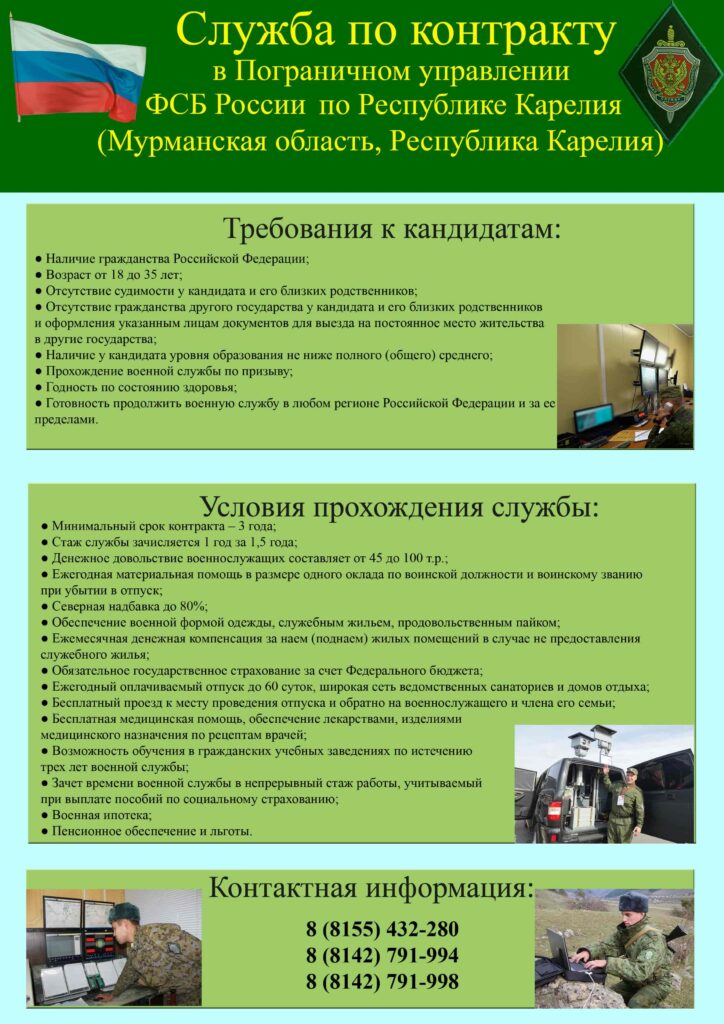 Служба по контракту
в Пограничном управлении
ФСБ России по Республике Карелия
(Мурманская область, Республика Карелия)
Требования к кандидатам:
● Наличие гражданства Российской Федерации;
● Возраст от 18 до 35 лет;
● Отсутствие судимости у кандидата и его близких родственников;
● Отсутствие гражданства другого государства у кандидата и его близких родственников
и оформления указанным лицам документов для выезда на постоянное место жительства
в другие государства;
● Наличие у кандидата уровня образования не ниже полного (общего) среднего;
● Прохождение военной службы по призыву;
● Годность по состоянию здоровья;
● Готовность продолжить военную службу в любом регионе Российской Федерации и за ее
пределами.
Условия прохождения службы:
● Минимальный срок контракта – 3 года;
● Стаж службы зачисляется 1 год за 1,5 года;
● Денежное довольствие военнослужащих составляет от 45 до 100 т.р.;
● Ежегодная материальная помощь в размере одного оклада по воинской должности и воинскому званию
при убытии в отпуск;
● Северная надбавка до 80%;
● Обеспечение военной формой одежды, служебным жильем, продовольственным пайком;
● Ежемесячная денежная компенсация за наем (поднаем) жилых помещений в случае не предоставления
служебного жилья;
● Обязательное государственное страхование за счет Федерального бюджета;
● Ежегодный оплачиваемый отпуск до 60 суток, широкая сеть ведомственных санаториев и домов отдыха;
● Бесплатный проезд к месту проведения отпуска и обратно на военнослужащего и члена его семьи;
● Бесплатная медицинская помощь, обеспечение лекарствами, изделиями
медицинского назначения по рецептам врачей;
● Возможность обучения в гражданских учебных заведениях по истечению
трех лет военной службы;
● Зачет времени военной службы в непрерывный стаж работы, учитываемый
при выплате пособий по социальному страхованию;
● Военная ипотека;
● Пенсионное обеспечение и льготы.
Контактная информация:
8 (8155) 432-280
8 (8142) 791-994
8 (8142) 791-998